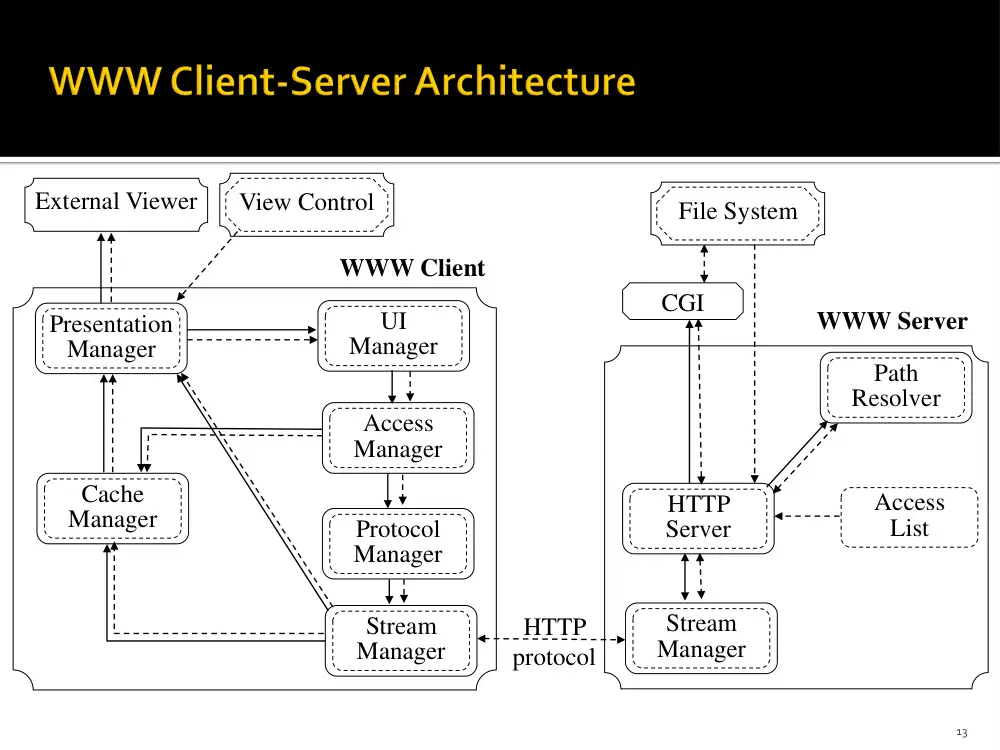 WWW Client-Server Architecture
External Viewer
View Control
File System
WWW Client
CGI
WWW Server
Presentation
Manager
UI
Manager
Path
Resolver
Access
Manager
Cache
Manager
Protocol
Manager
HTTP
Server
Access
List
Stream
Manager
HTTP
protocol
Stream
Manager
13